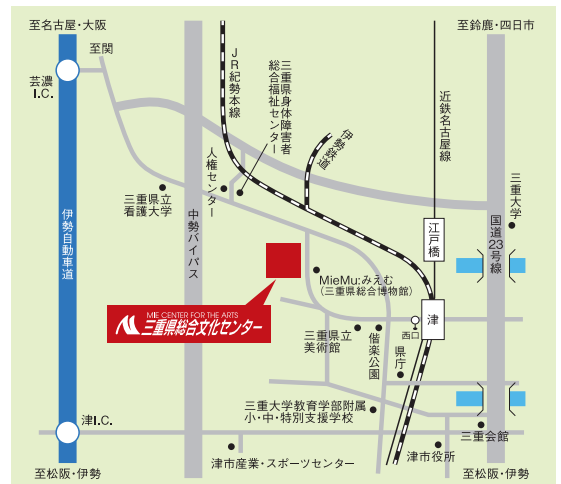 至名古屋・大阪
至鈴鹿・四日市
至関
芸濃
I.C.
JR紀勢本線
三重県身体障害者
総合福祉センター
伊勢鉄道
近鉄名古屋線
人権センター
三重県立
看護大学
三重大学
伊勢自動車道
中勢バイパス
江戸橋
国道23号線
MieMu:みえむ
(三重県総合博物館)
MIE CENTER FOR THE ARTS
三重県総合文化センター
津
西口
三重県立
美術館
偕楽公園
県庁
三重大学教育学部附属
小・中・特別支援学校
津I.C.
三重会館
津市産業・スポーツセンター
津市役所
至松阪・伊勢
至松阪・伊勢